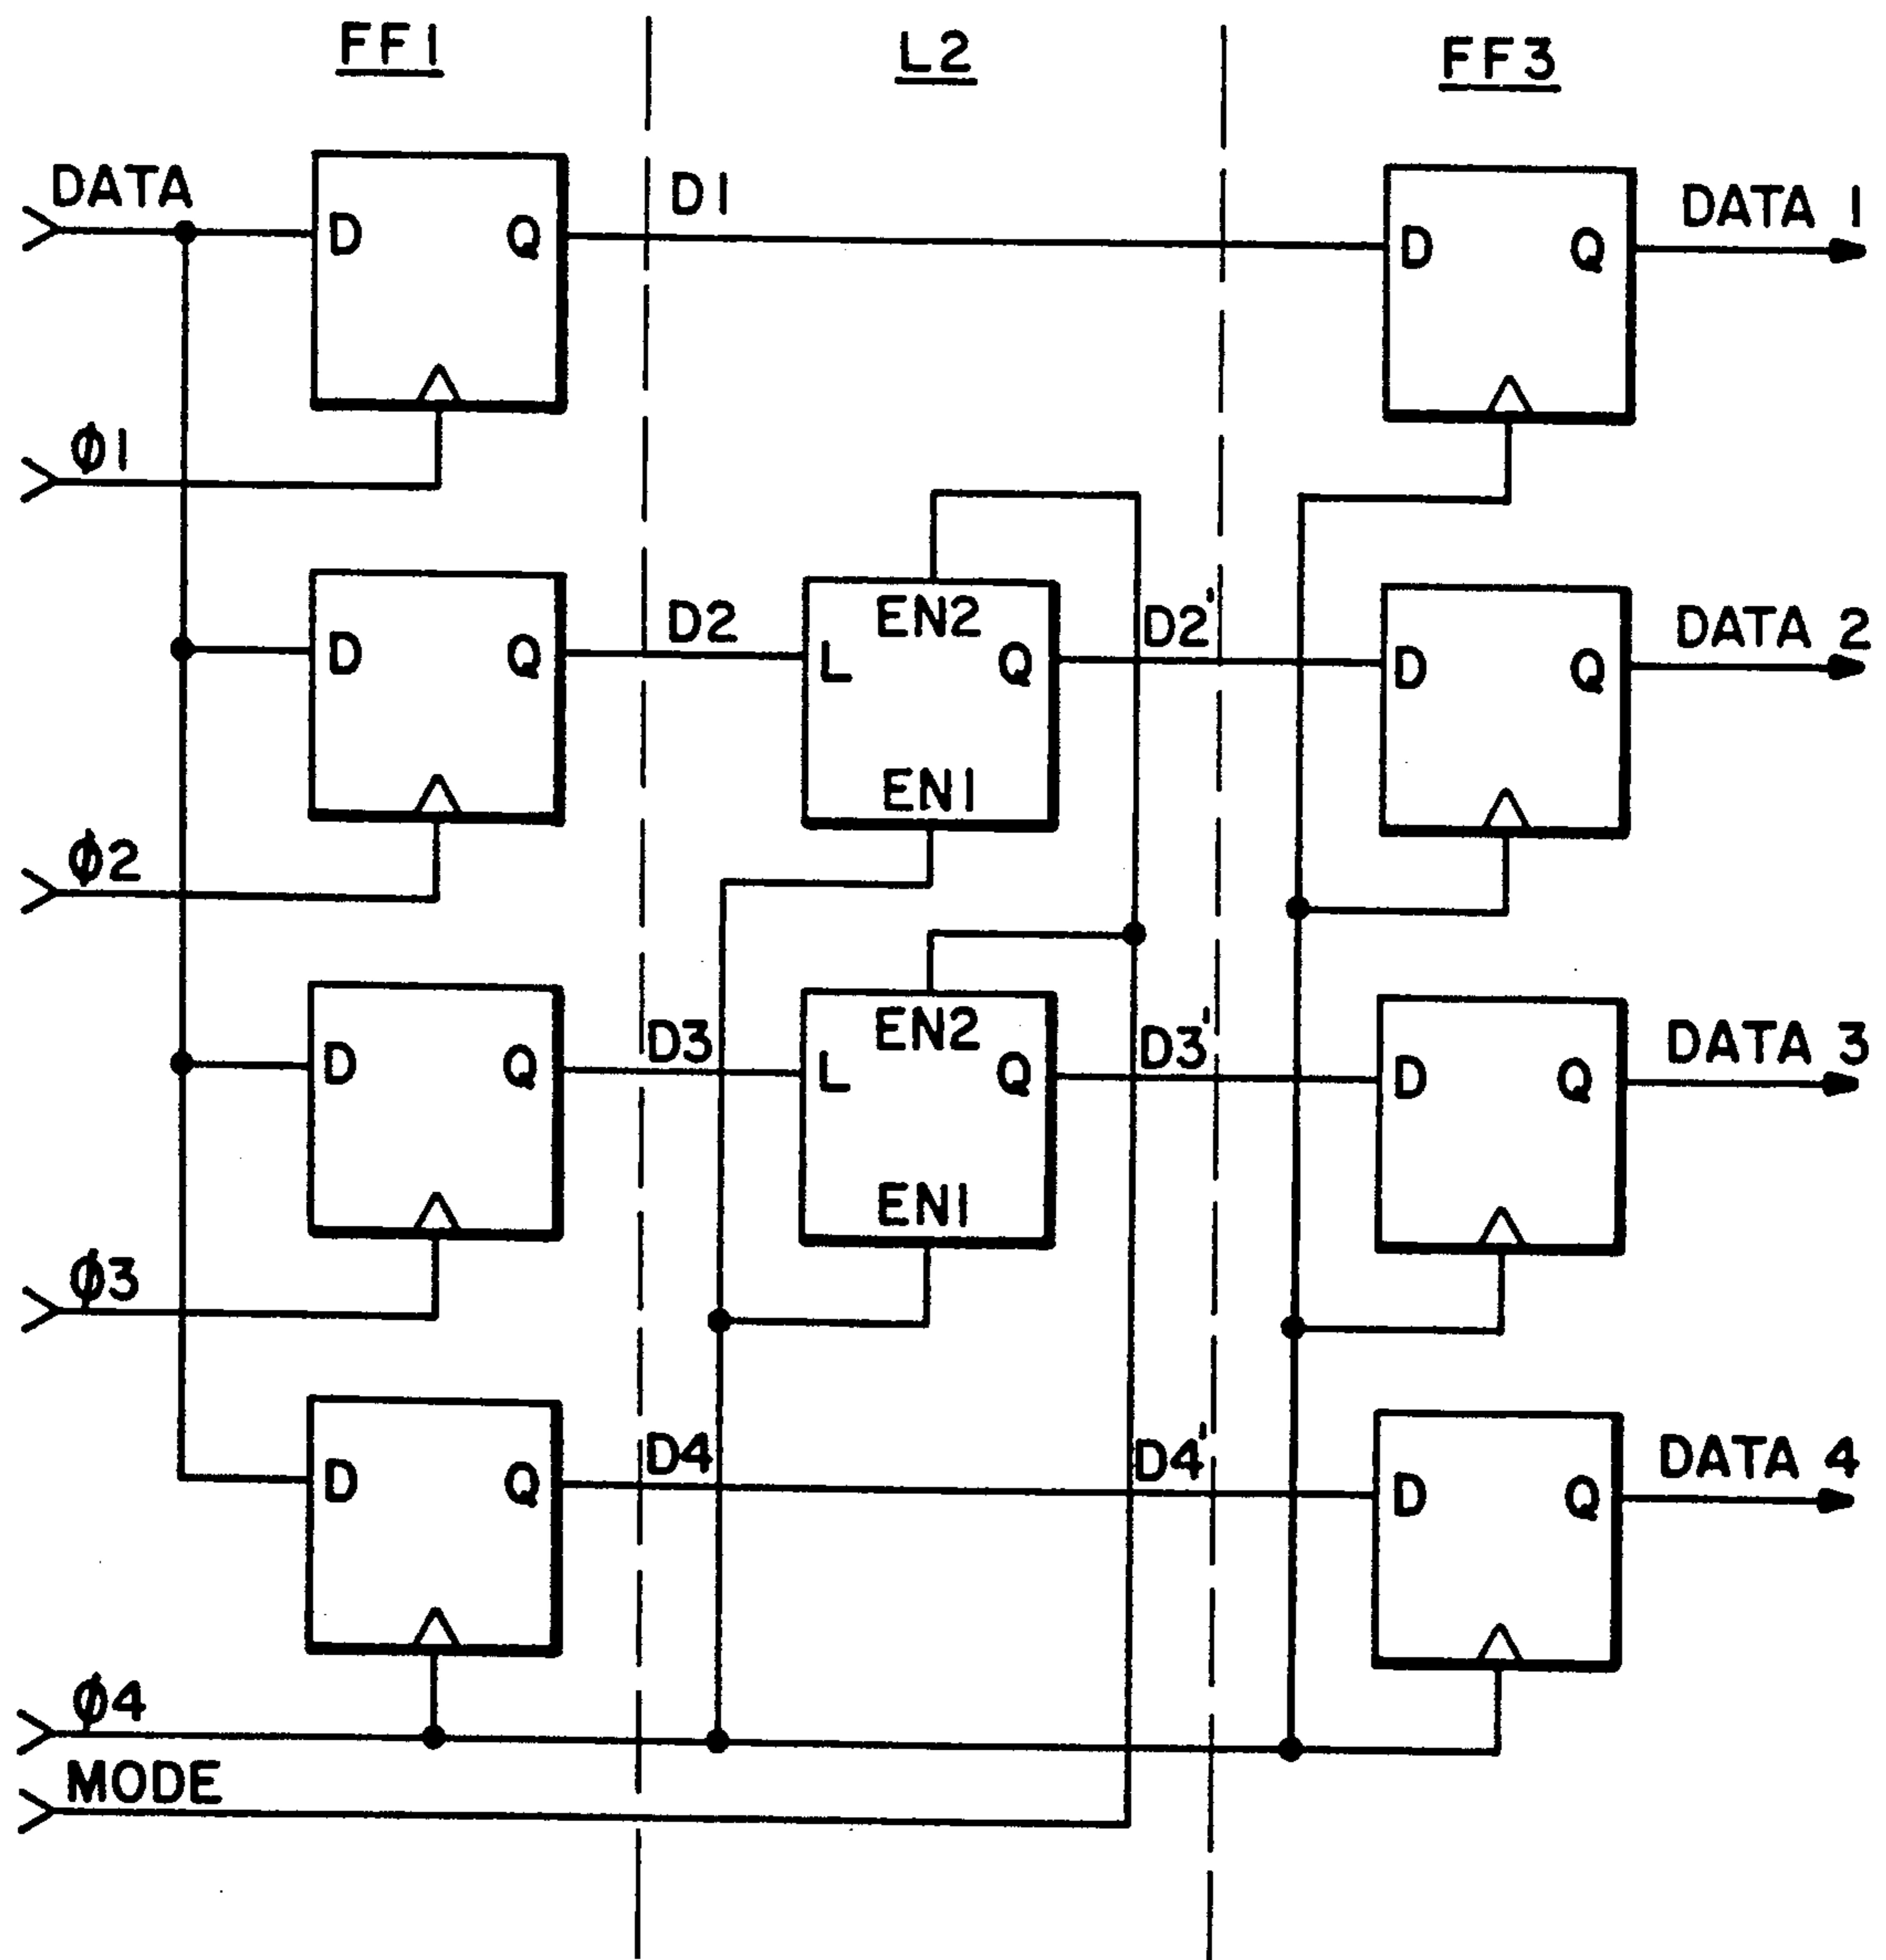 FF1
L2
FF3
DATA
D
Q
D1
D
Q
DATA 1
ϕ1
D
Q
D2
L
EN2
Q
EN1
D2'
D
Q
DATA 2
ϕ2
D
Q
D3
L
EN2
Q
EN1
D3'
D
Q
DATA 3
ϕ3
D
Q
D4
D4'
D
Q
DATA 4
ϕ4
MODE